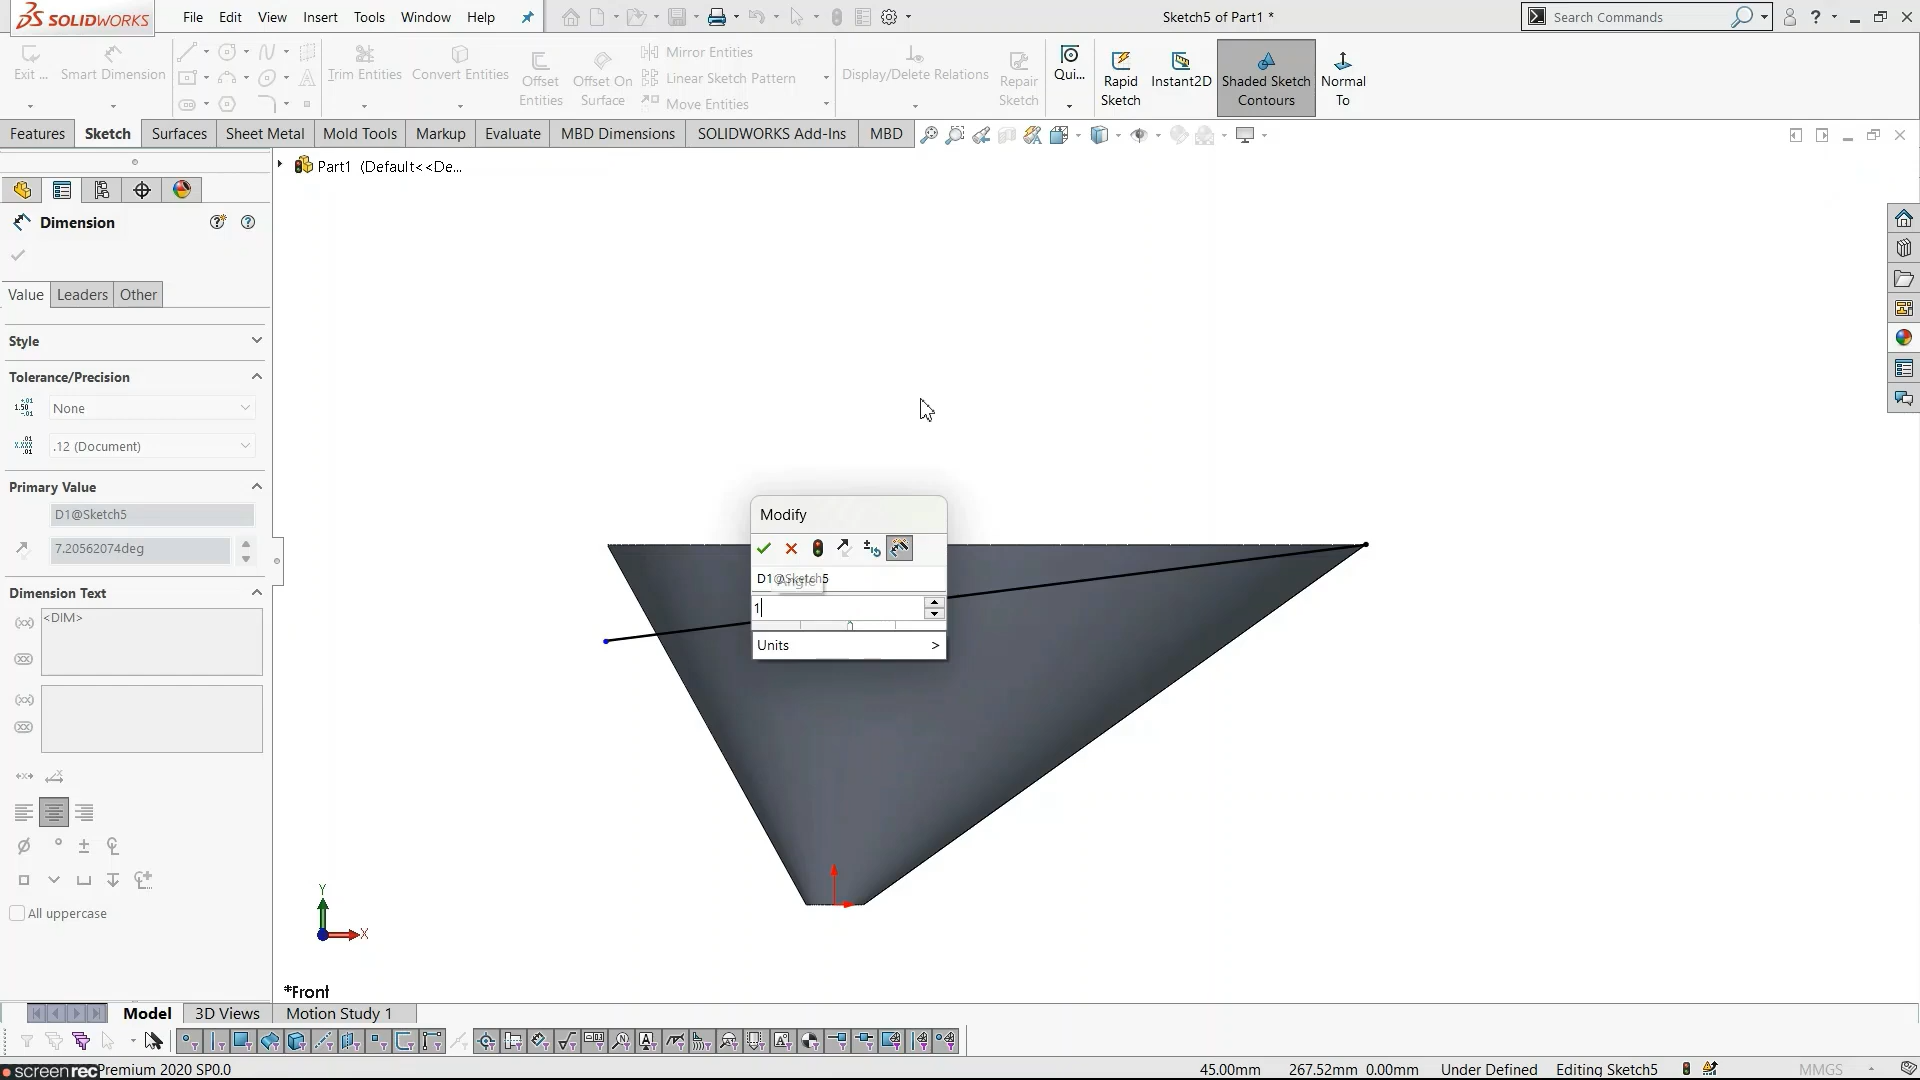 SOLIDWORKS
File Edit View Insert Tools Window Help
Sketch5 of Part1 *
Search Commands
Exit ...
Smart Dimension
Trim Entities
Convert Entities
Offset Entities
Offset On Surface
Mirror Entities
Linear Sketch Pattern
Move Entities
Display/Delete Relations
Repair Sketch
Qui...
Rapid Sketch
Instant2D
Shaded Sketch Contours
Normal To
Features Sketch Surfaces Sheet Metal Mold Tools Markup Evaluate MBD Dimensions SOLIDWORKS Add-Ins MBD
Part1 (Default<<De...
Dimension
Value Leaders Other
Style
Tolerance/Precision
None
.12 (Document)
Primary Value
D1@Sketch5
7.20562074deg
Dimension Text
<DIM>
All uppercase
Modify
D1@Sketch5
Angle
1
Units >
Y
X
*Front
Model 3D Views Motion Study 1
screenrec Premium 2020 SP0.0
45.00mm 267.52mm 0.00mm Under Defined Editing Sketch5 MMGS